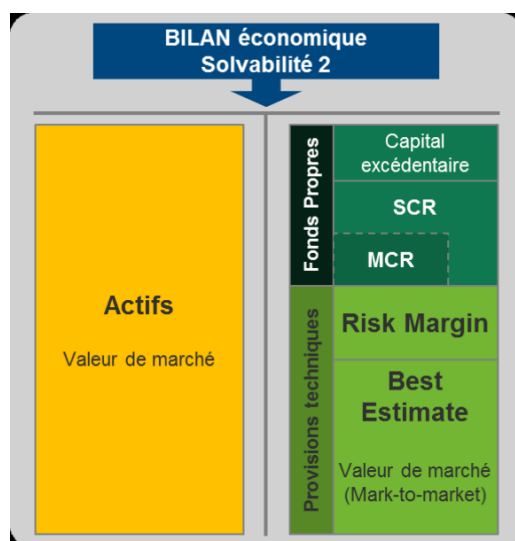 BILAN économique
Solvabilité 2
Actifs
Valeur de marché
Fonds Propres
Capital
excédentaire
SCR
MCR
Provisions techniques
Risk Margin
Best
Estimate
Valeur de marché
(Mark-to-market)